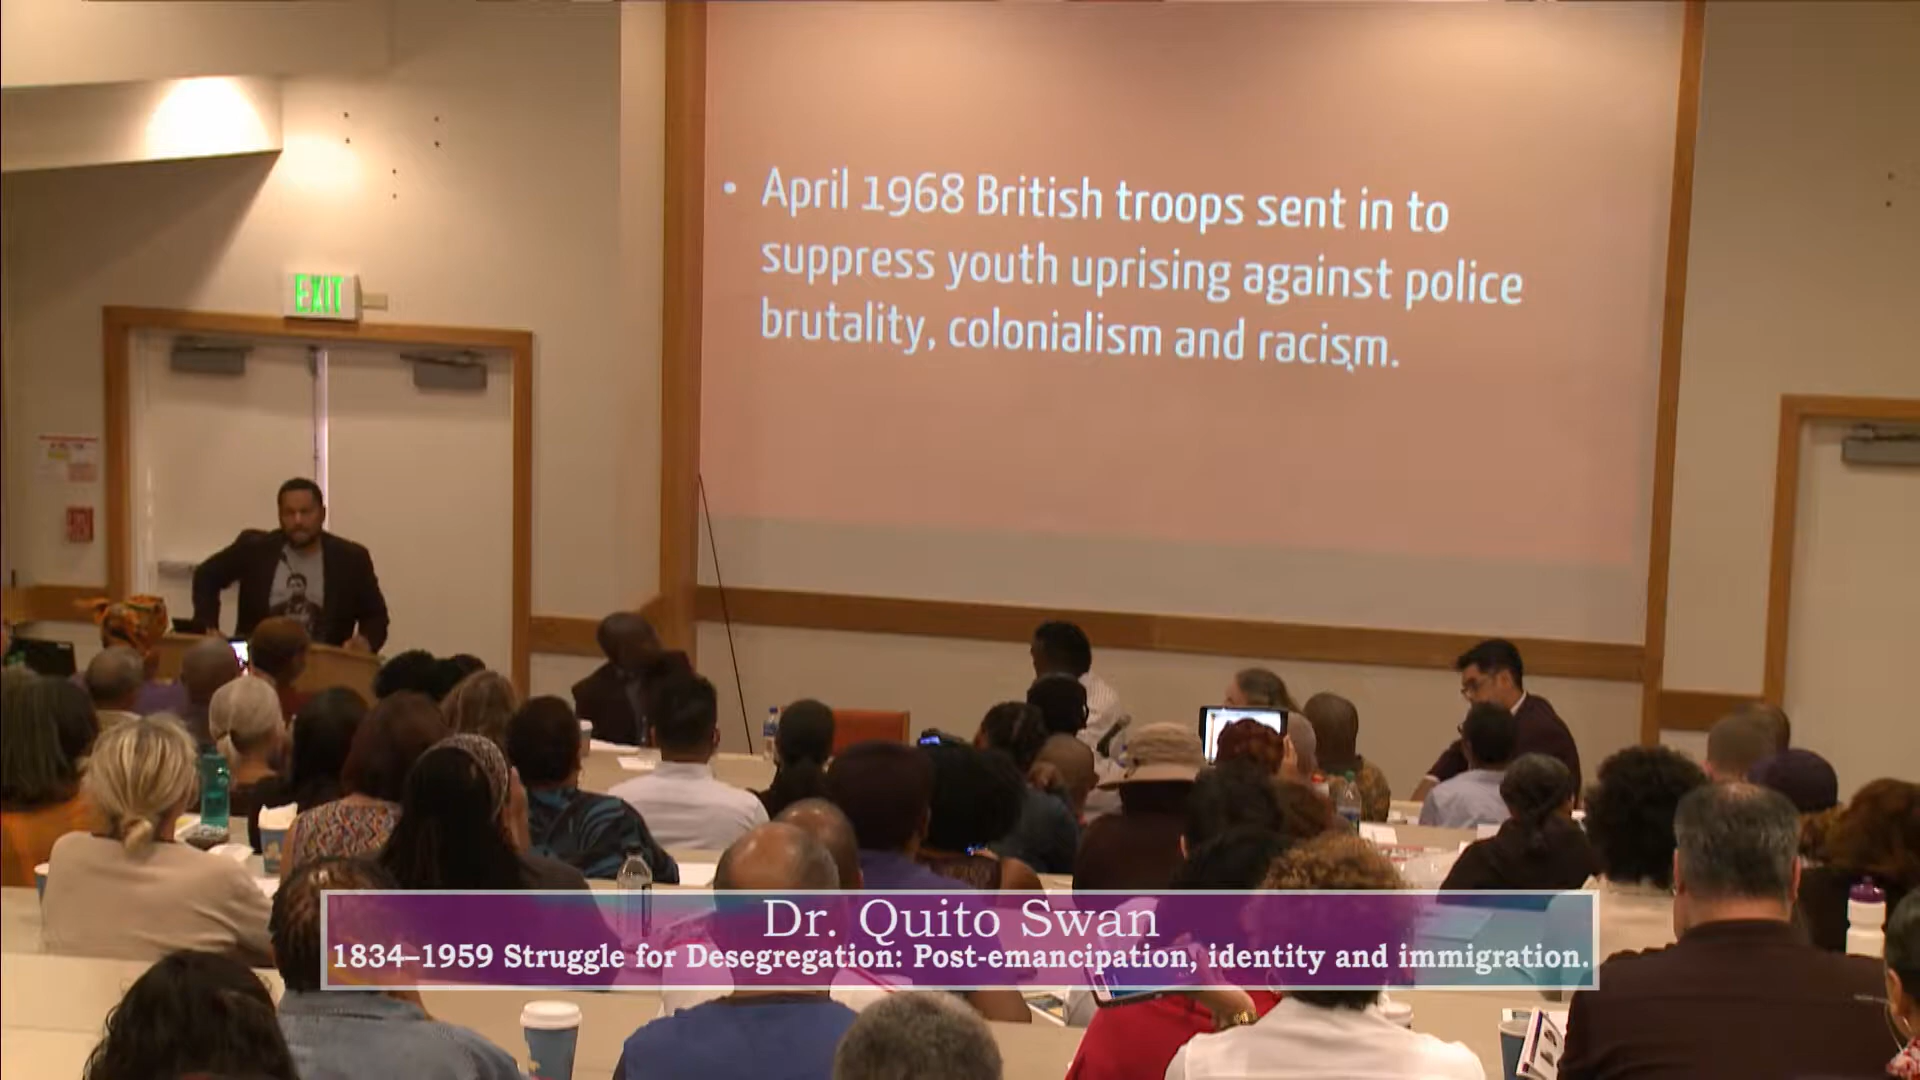 EXIT
• April 1968 British troops sent in to
suppress youth uprising against police
brutality, colonialism and racism.
Dr. Quito Swan
1834–1959 Struggle for Desegregation: Post-emancipation, identity and immigration.